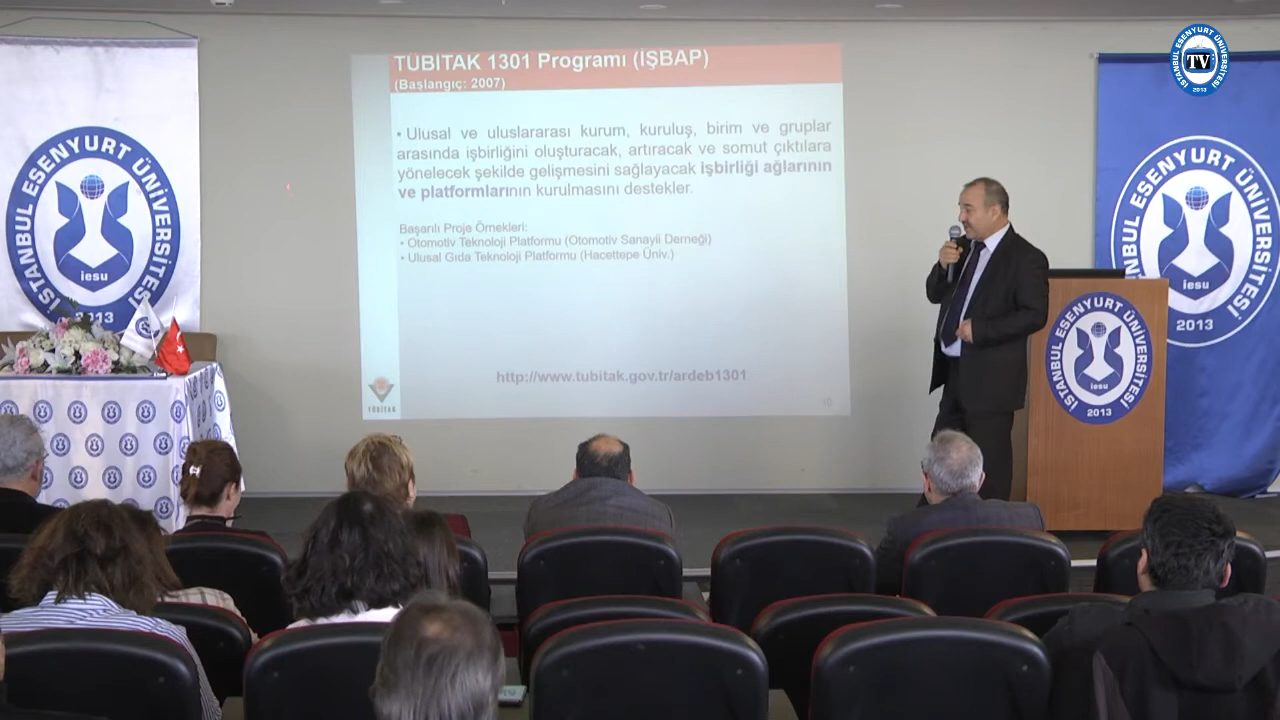 TÜBİTAK 1301 Programı (İŞBAP)
(Başlangıç: 2007)
• Ulusal ve uluslararası kurum, kuruluş, birim ve gruplar
arasında işbirliğini oluşturacak, artıracak ve somut çıktılara
yönelecek şekilde gelişmesini sağlayacak işbirliği ağlarının
ve platformlarının kurulmasını destekler.
Başarılı Proje Örnekleri:
• Otomotiv Teknoloji Platformu (Otomotiv Sanayii Derneği)
• Ulusal Gıda Teknoloji Platformu (Hacettepe Üniv.)
http://www.tubitak.gov.tr/ardeb1301
TÜBİTAK
İSTANBUL ESENYURT ÜNİVERSİTESİ
iesu
2013
İSTANBUL ESENYURT ÜNİVERSİTESİ
TV
2013
İSTANBUL ESENYURT ÜNİVERSİTESİ
iesu
2013
İSTANBUL ESENYURT ÜNİVERSİTESİ
iesu
2013